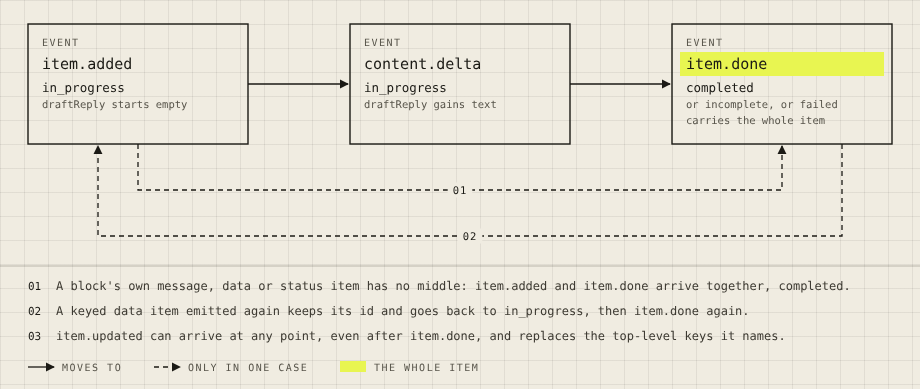 EVENT
item.added
in_progress
draftReply starts empty
EVENT
content.delta
in_progress
draftReply gains text
EVENT
item.done
completed
or incomplete, or failed
carries the whole item
01
02
01 A block's own message, data or status item has no middle: item.added and item.done arrive together, completed.
02 A keyed data item emitted again keeps its id and goes back to in_progress, then item.done again.
03 item.updated can arrive at any point, even after item.done, and replaces the top-level keys it names.
MOVES TO ONLY IN ONE CASE THE WHOLE ITEM